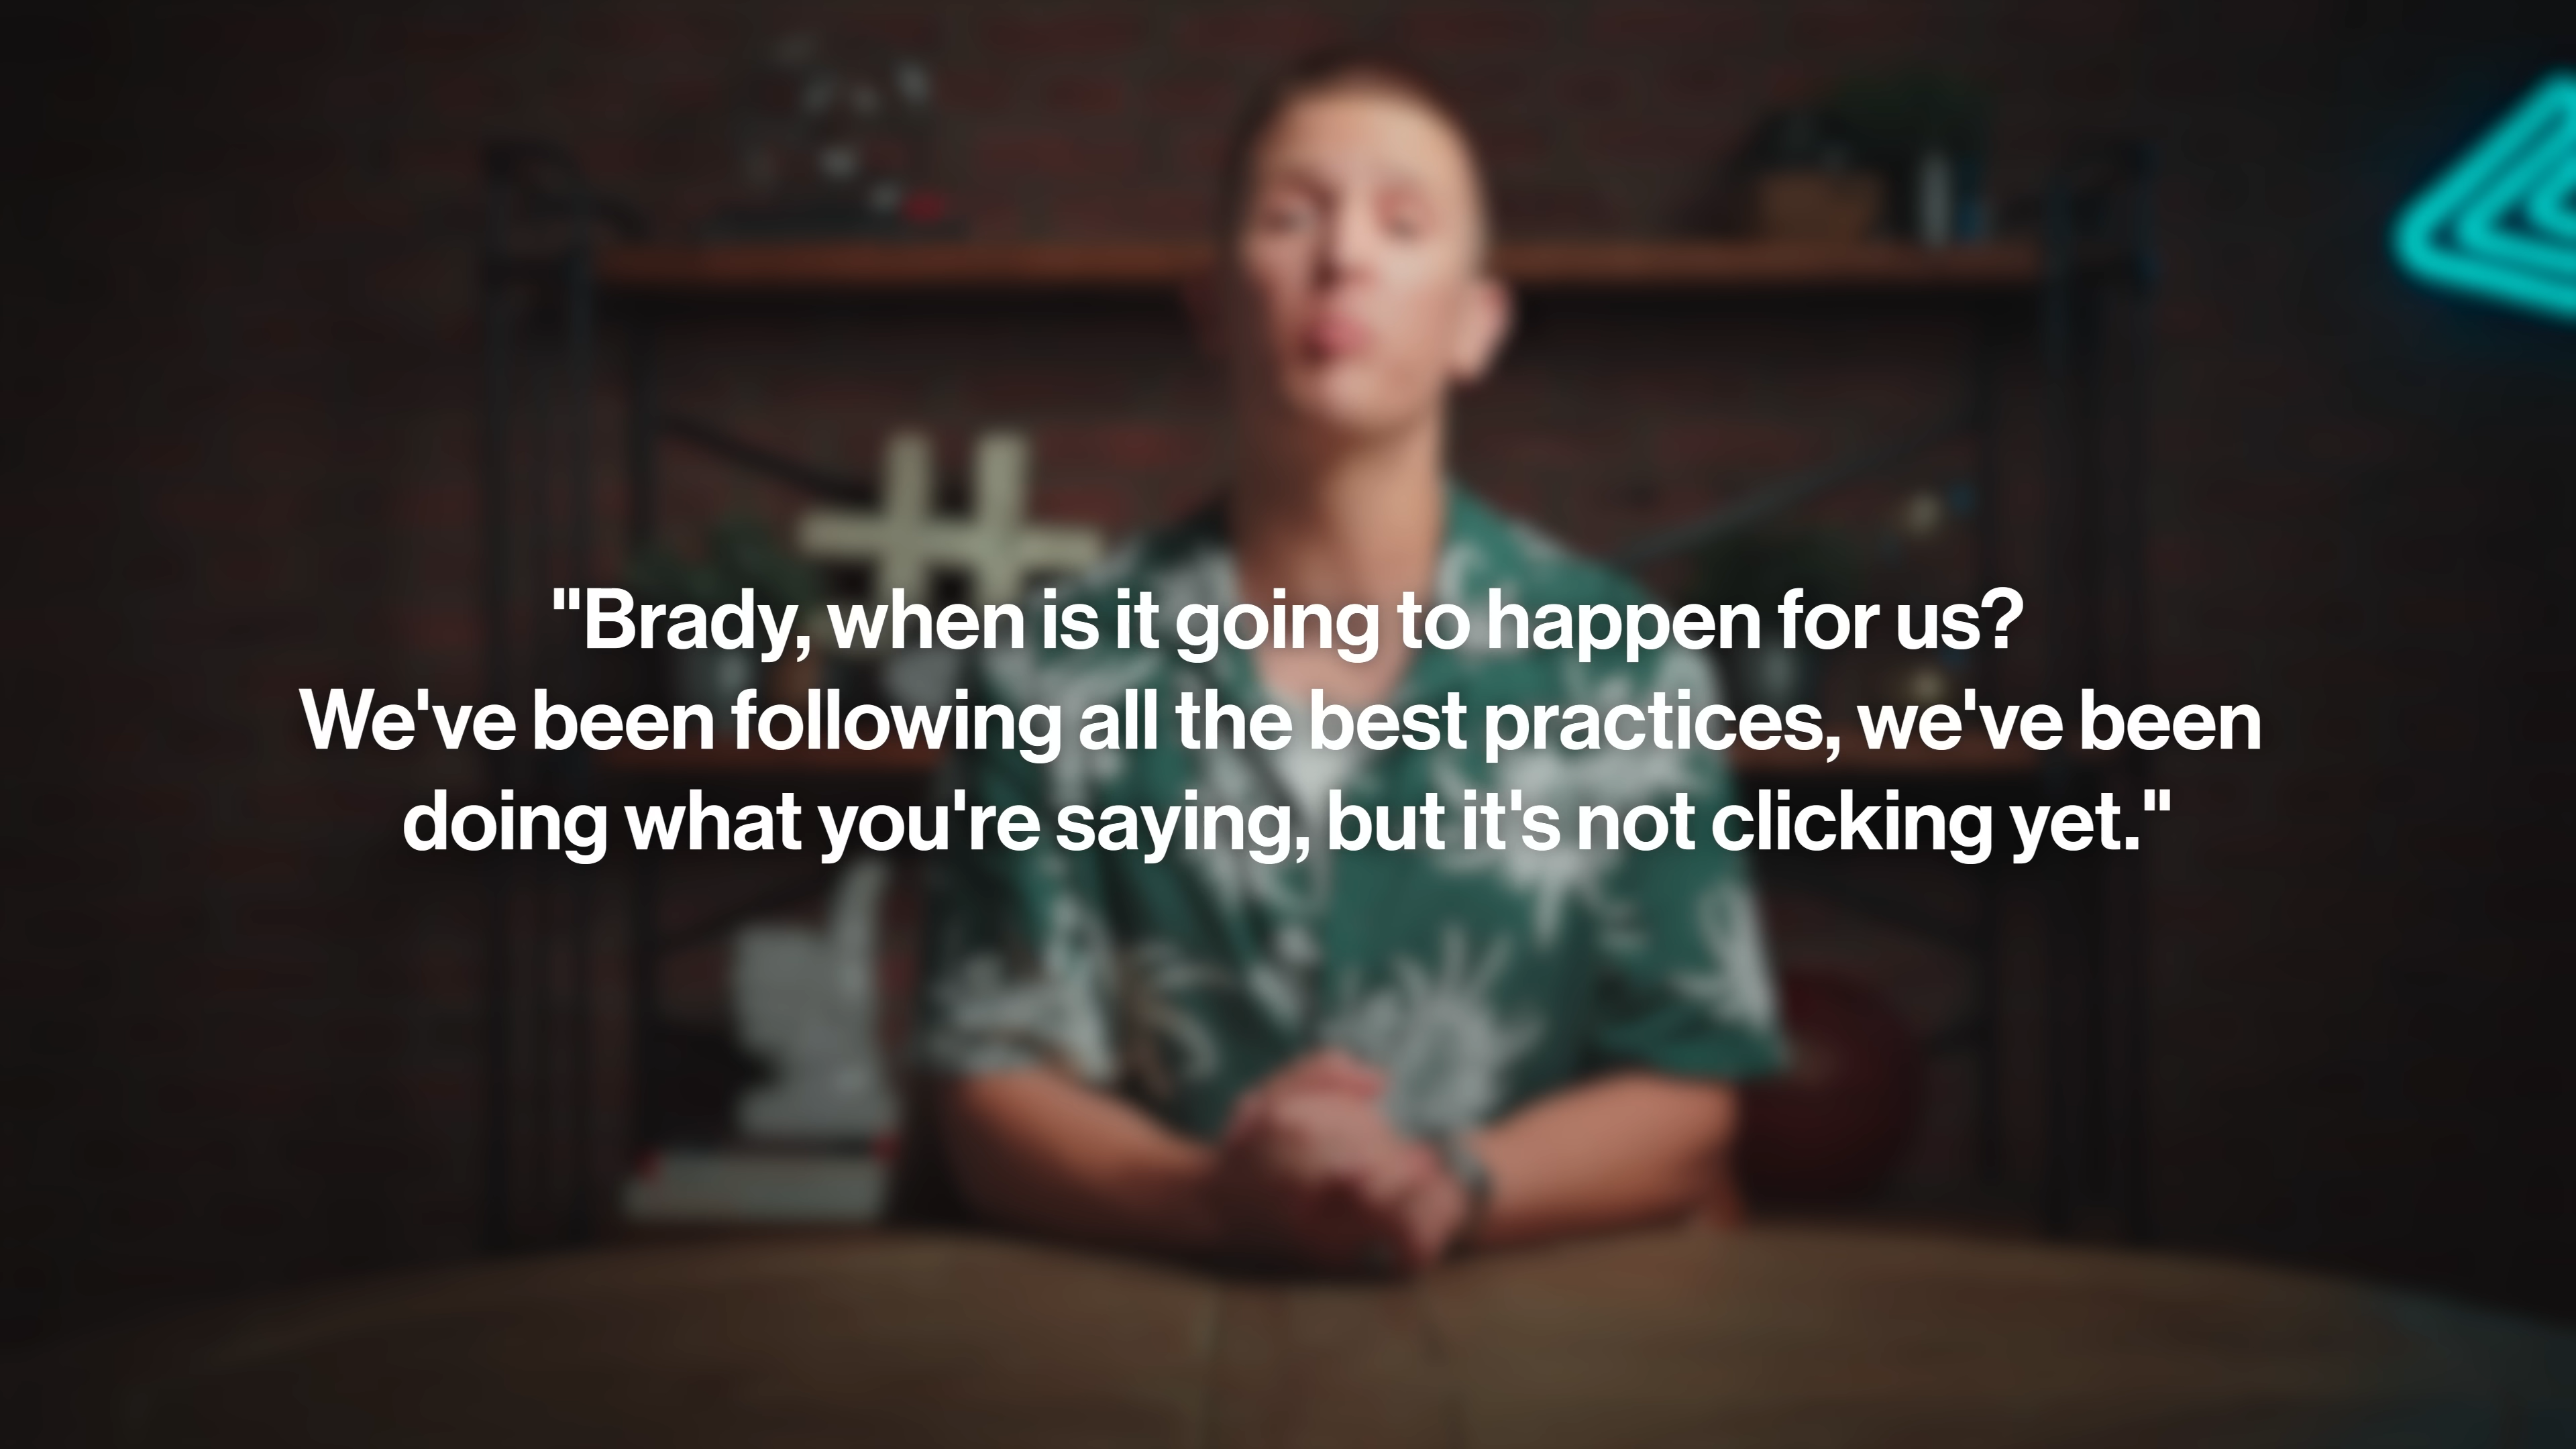 "Brady, when is it going to happen for us?
We've been following all the best practices, we've been
doing what you're saying, but it's not clicking yet."